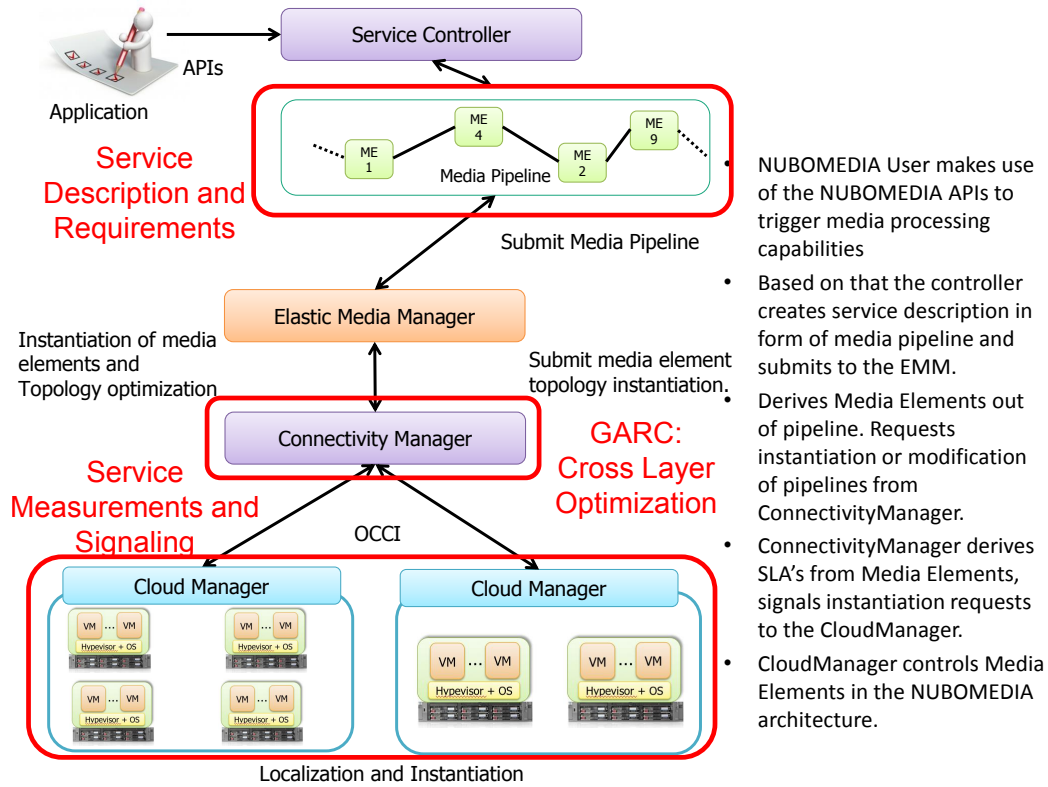 Service Controller
APIs
Application
ME
1
ME
4
ME
2
ME
9
Media Pipeline
Service
Description and
Requirements
Submit Media Pipeline
Elastic Media Manager
Instantiation of media
elements and
Topology optimization
Submit media element
topology instantiation.
Connectivity Manager
GARC:
Cross Layer
Optimization
Service
Measurements and
Signaling
OCCI
Cloud Manager
VM ... VM
Hypevisor + OS
VM ... VM
Hypevisor + OS
VM ... VM
Hypevisor + OS
VM ... VM
Hypevisor + OS
Cloud Manager
VM ... VM
Hypevisor + OS
VM ... VM
Hypevisor + OS
Localization and Instantiation
• NUBOMEDIA User makes use
of the NUBOMEDIA APIs to
trigger media processing
capabilities
• Based on that the controller
creates service description in
form of media pipeline and
submits to the EMM.
• Derives Media Elements out
of pipeline. Requests
instantiation or modification
of pipelines from
ConnectivityManager.
• ConnectivityManager derives
SLA's from Media Elements,
signals instantiation requests
to the CloudManager.
• CloudManager controls Media
Elements in the NUBOMEDIA
architecture.